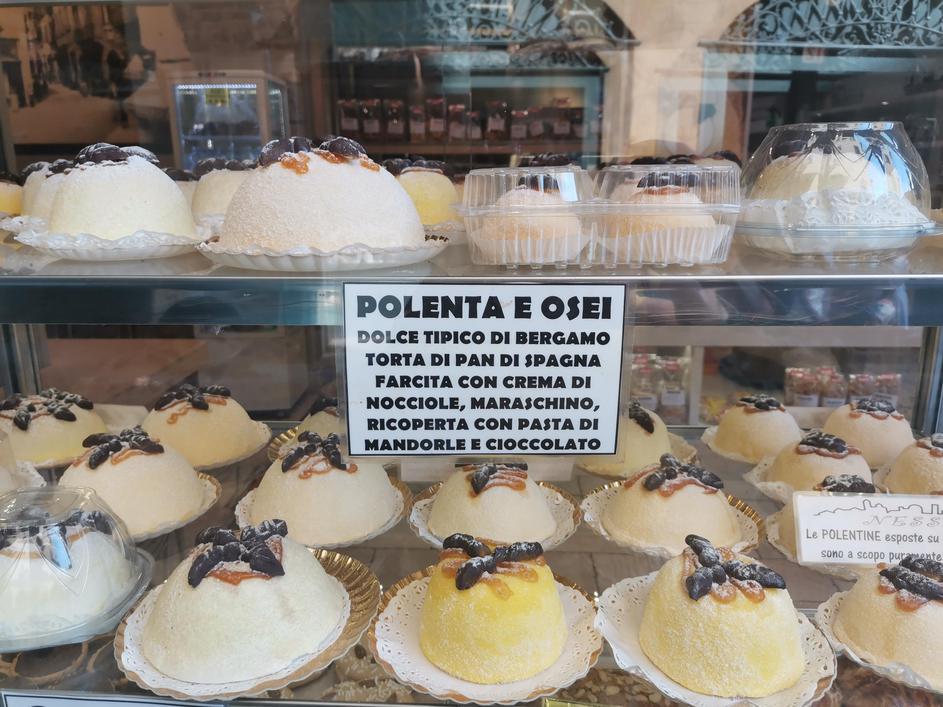 POLENTA E OSEI
DOLCE TIPICO DI BERGAMO
TORTA DI PAN DI SPAGNA
FARCITA CON CREMA DI
NOCCIOLE, MARASCHINO,
RICOPERTA CON PASTA DI
MANDORLE E CIOCCOLATO
NESS
Le POLENTINE esposte su
sono a scopo puramente